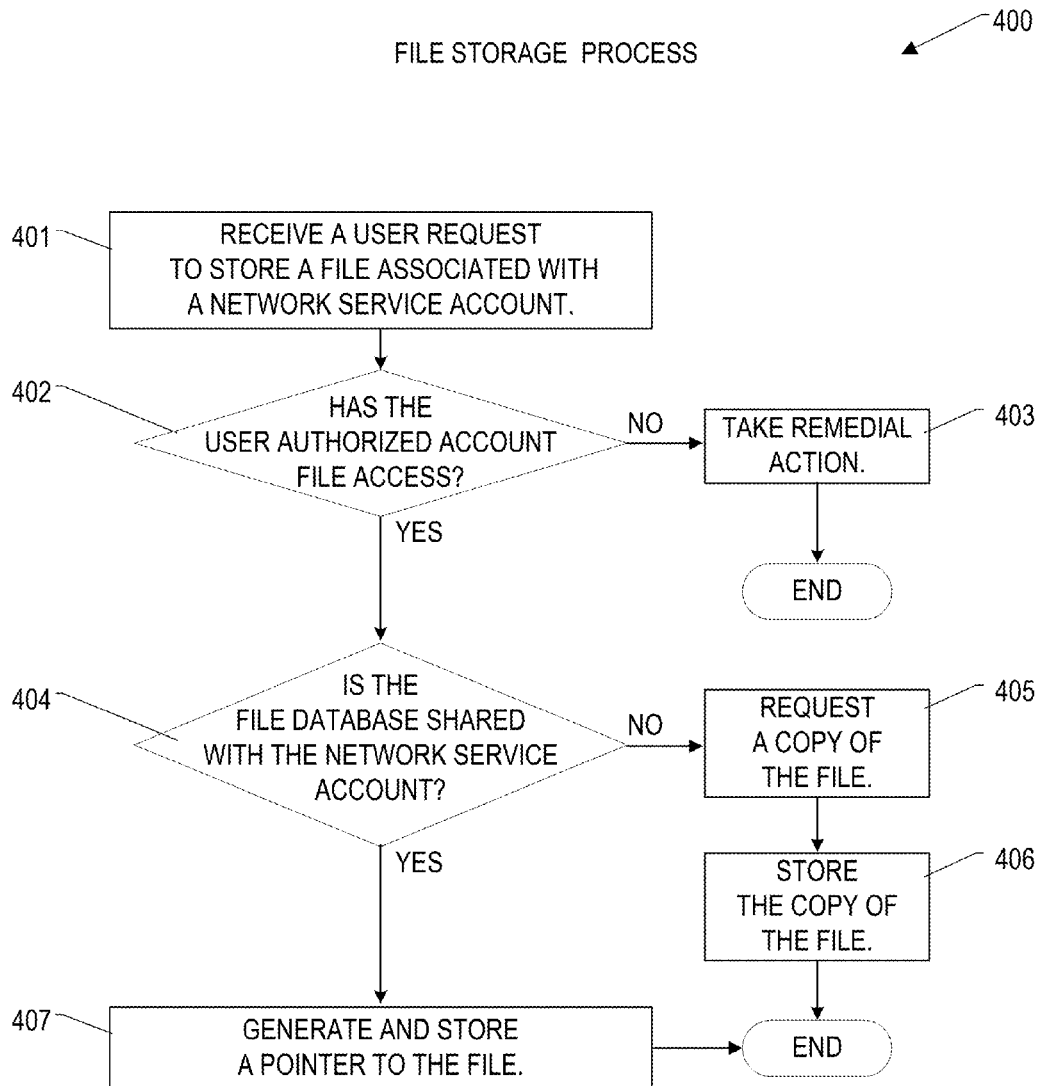 400
FILE STORAGE PROCESS
401
RECEIVE A USER REQUEST
TO STORE A FILE ASSOCIATED WITH
A NETWORK SERVICE ACCOUNT.
402
HAS THE
USER AUTHORIZED ACCOUNT
FILE ACCESS?
NO
TAKE REMEDIAL
ACTION.
403
YES
END
404
IS THE
FILE DATABASE SHARED
WITH THE NETWORK SERVICE
ACCOUNT?
NO
REQUEST
A COPY OF
THE FILE.
405
YES
STORE
THE COPY OF
THE FILE.
406
407
GENERATE AND STORE
A POINTER TO THE FILE.
END